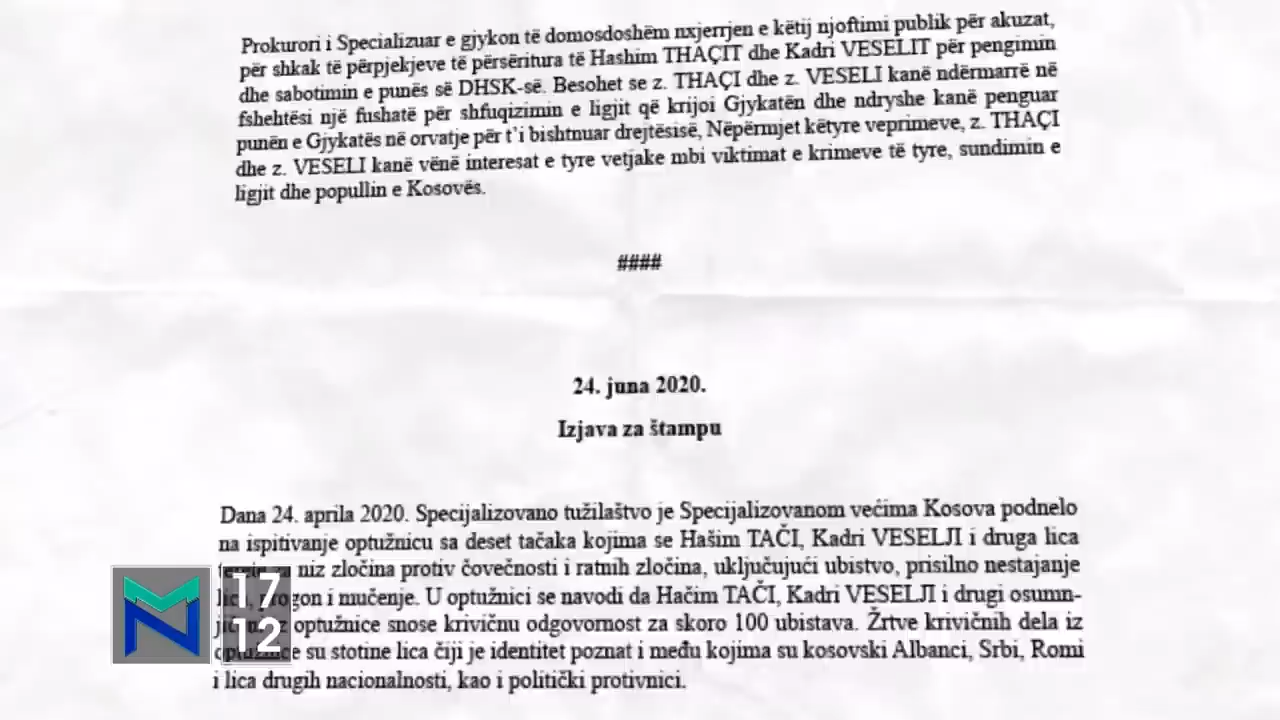 Prokurori i Specializuar e gjykon të domosdoshëm nxjerrjen e këtij njoftimi publik për akuzat,
për shkak të përpjekjeve të përsëritura të Hashim THAÇIT dhe Kadri VESELIT për pengimin
dhe sabotimin e punës së DHSK-së. Besohet se z. THAÇI dhe z. VESELI kanë ndërmarrë në
fshehtësi një fushatë për shfuqizimin e ligjit që krijoi Gjykatën dhe ndryshe kanë penguar
punën e Gjykatës në orvatje për t'i bishtnuar drejtësisë, Nëpërmjet këtyre veprimeve, z. THAÇI
dhe z. VESELI kanë vënë interesat e tyre vetjake mbi viktimat e krimeve të tyre, sundimin e
ligjit dhe popullin e Kosovës.
####
24. juna 2020.
Izjava za štampu
Dana 24. aprila 2020. Specijalizovano tužilaštvo je Specijalizovanom većima Kosova podnelo
na ispitivanje optužnicu sa deset tačaka kojima se Hašim TAČI, Kadri VESELJI i druga lica
niz zločina protiv čovečnosti i ratnih zločina, uključujući ubistvo, prisilno nestajanje
i mučenje. U optužnici se navodi da Hačim TAČI, Kadri VESELJI i drugi osumn-
optužnice snose krivičnu odgovornost za skoro 100 ubistava. Žrtve krivičnih dela iz
su stotine lica čiji je identitet poznat i među kojima su kosovski Albanci, Srbi, Romi
i lica drugih nacionalnosti, kao i politički protivnici.
17
12